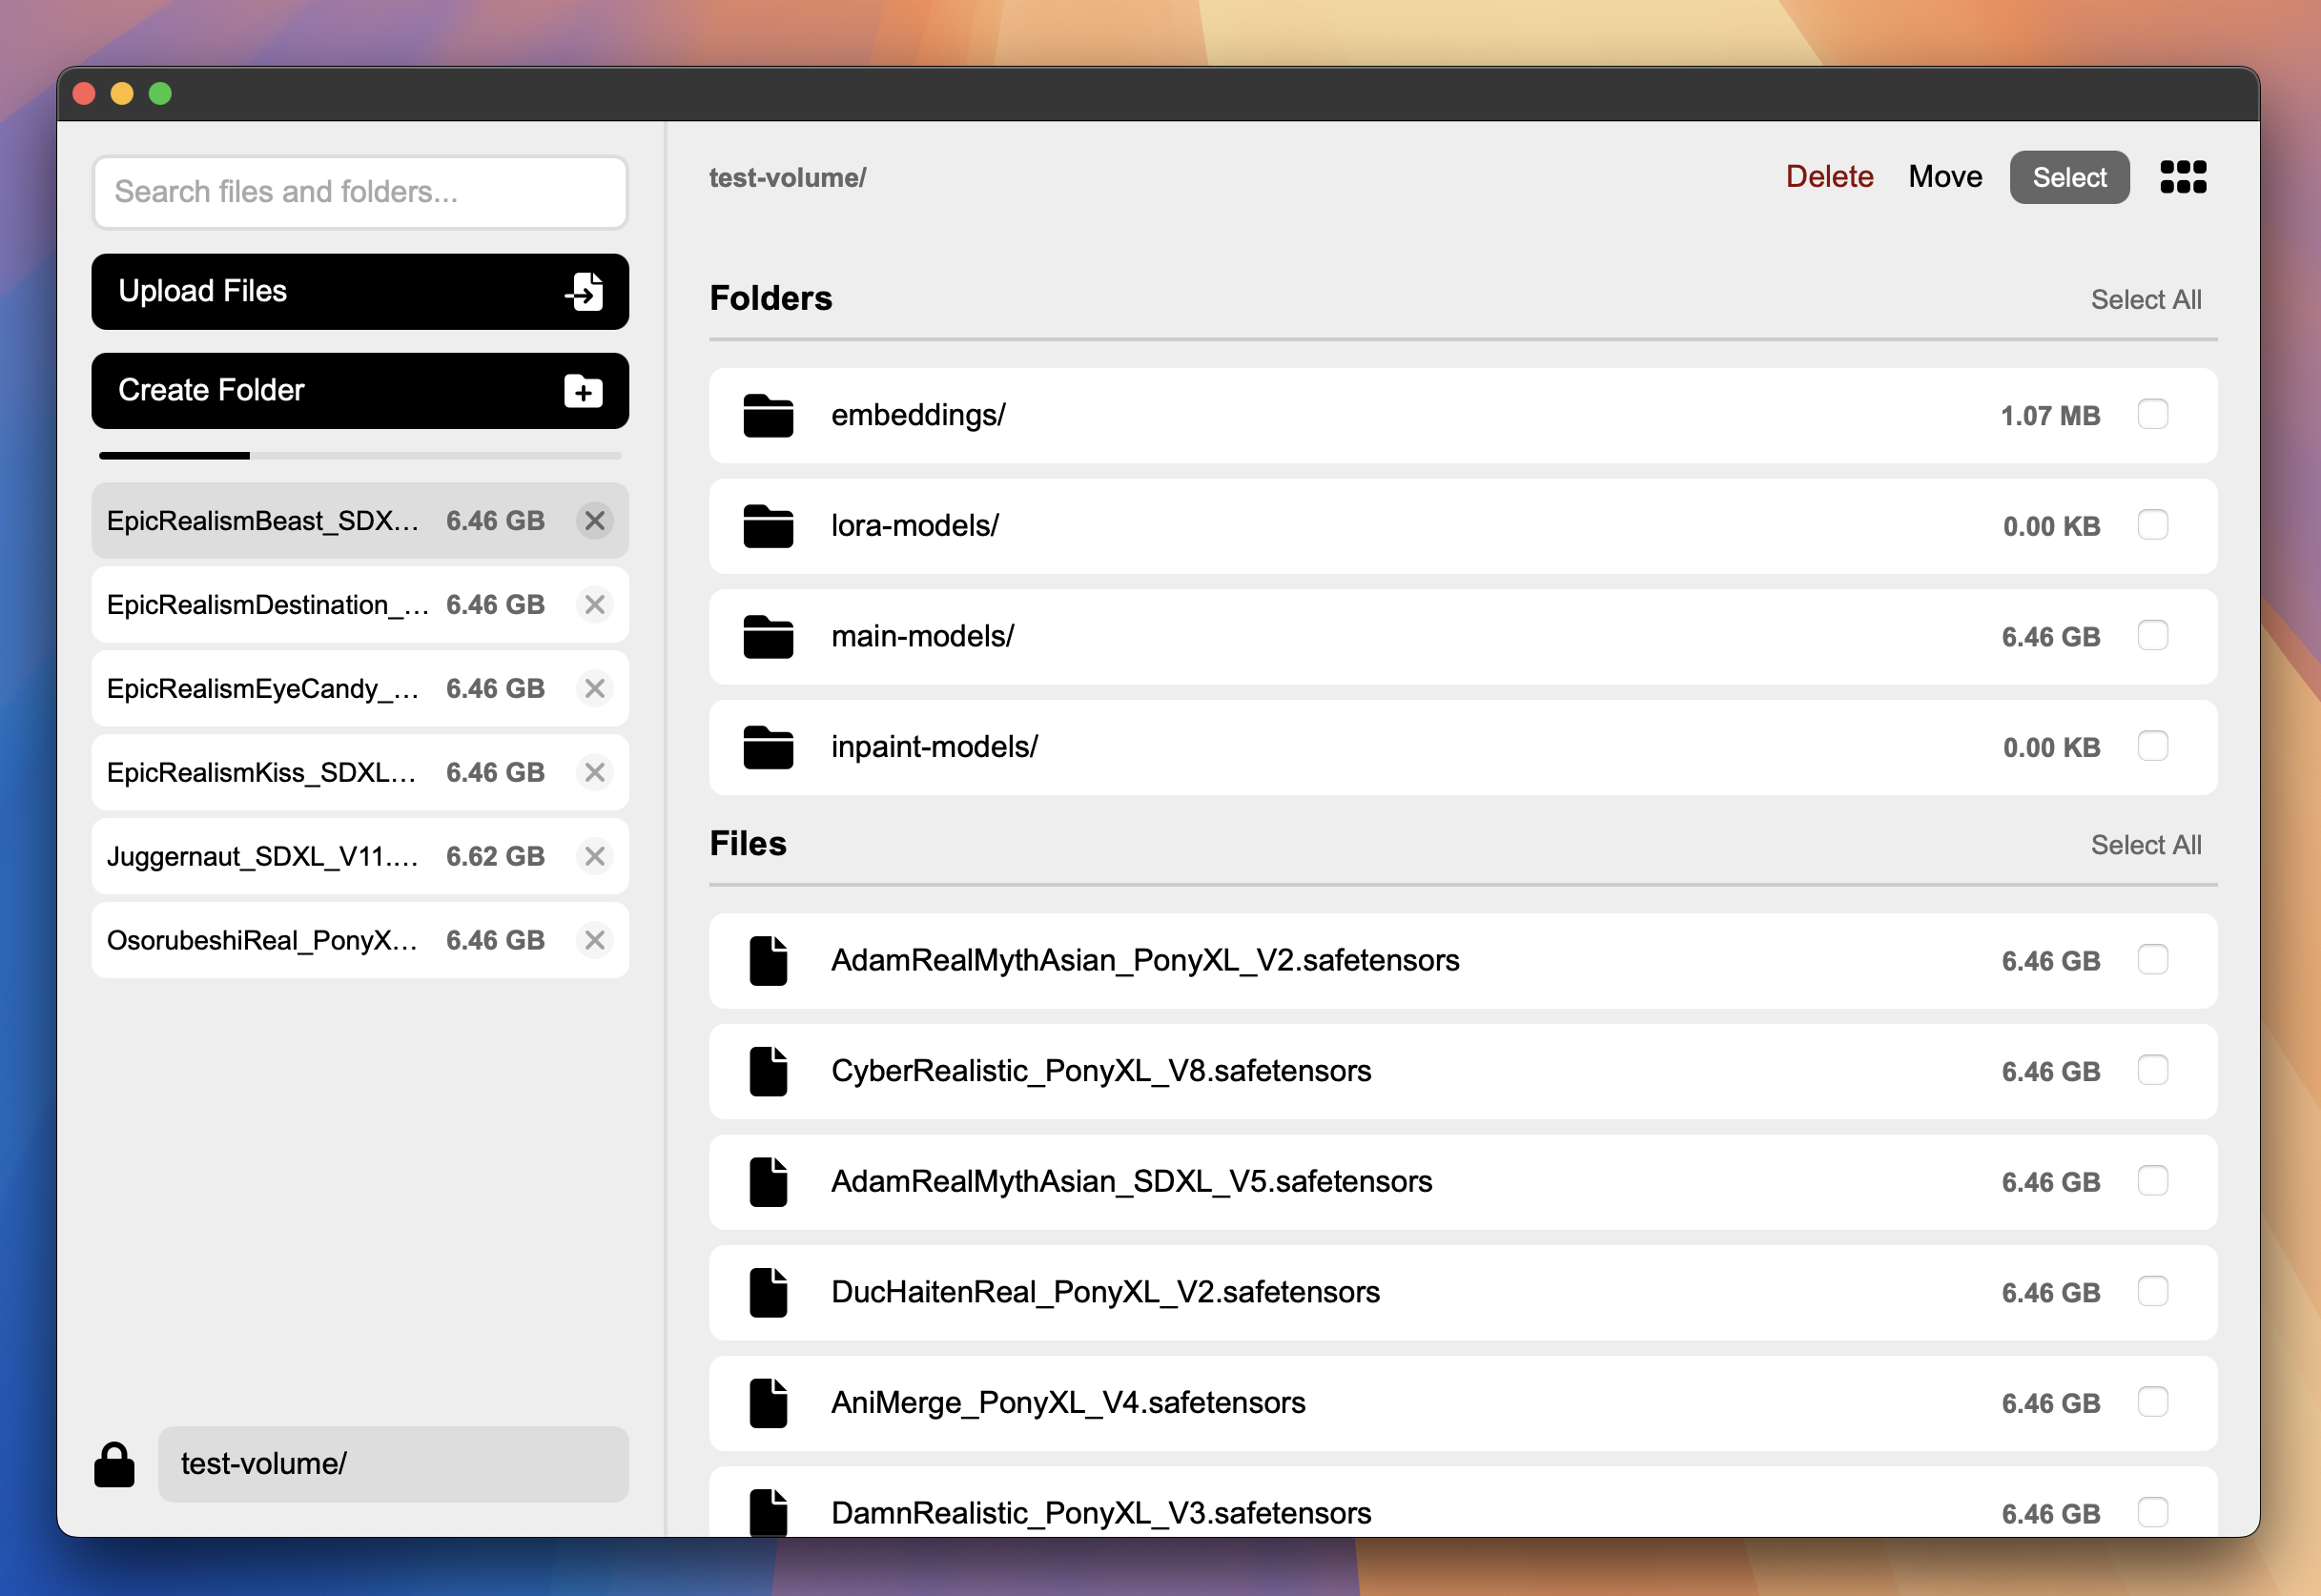 Search files and folders...
Upload Files
Create Folder
EpicRealismBeast_SDX... 6.46 GB
EpicRealismDestination_... 6.46 GB
EpicRealismEyeCandy_... 6.46 GB
EpicRealismKiss_SDXL... 6.46 GB
Juggernaut_SDXL_V11.... 6.62 GB
OsorubeshiReal_PonyX... 6.46 GB
test-volume/
test-volume/
Delete Move Select
Folders Select All
embeddings/ 1.07 MB
lora-models/ 0.00 KB
main-models/ 6.46 GB
inpaint-models/ 0.00 KB
Files Select All
AdamRealMythAsian_PonyXL_V2.safetensors 6.46 GB
CyberRealistic_PonyXL_V8.safetensors 6.46 GB
AdamRealMythAsian_SDXL_V5.safetensors 6.46 GB
DucHaitenReal_PonyXL_V2.safetensors 6.46 GB
AniMerge_PonyXL_V4.safetensors 6.46 GB
DamnRealistic_PonyXL_V3.safetensors 6.46 GB